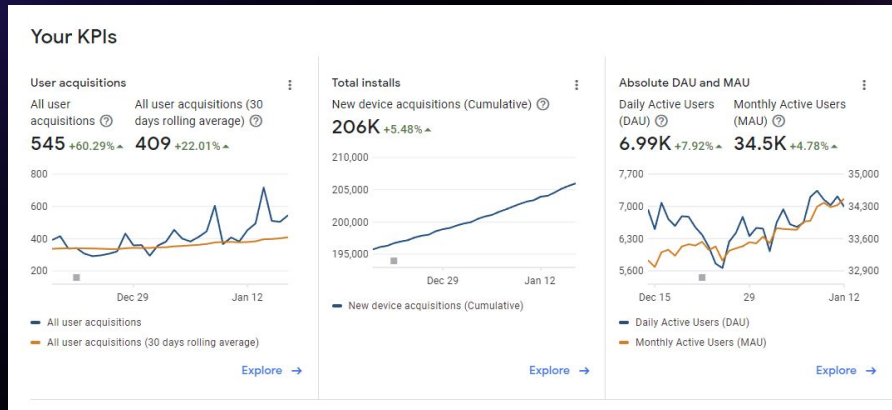 Your KPIs
User acquisitions
All user
acquisitions
545 +60.29%
All user acquisitions (30
days rolling average)
409 +22.01%
800
600
400
200
Dec 29
Jan 12
All user acquisitions
All user acquisitions (30 days rolling average)
Explore →
Total installs
New device acquisitions (Cumulative)
206K +5.48%
210,000
205,000
200,000
195,000
Dec 29
Jan 12
New device acquisitions (Cumulative)
Explore →
Absolute DAU and MAU
Daily Active Users
(DAU)
6.99K +7.92%
Monthly Active Users
(MAU)
34.5K +4.78%
7,700
7,000
6,300
5,600
35,000
34,300
33,600
32,900
Dec 15
29
Jan 12
Daily Active Users (DAU)
Monthly Active Users (MAU)
Explore →